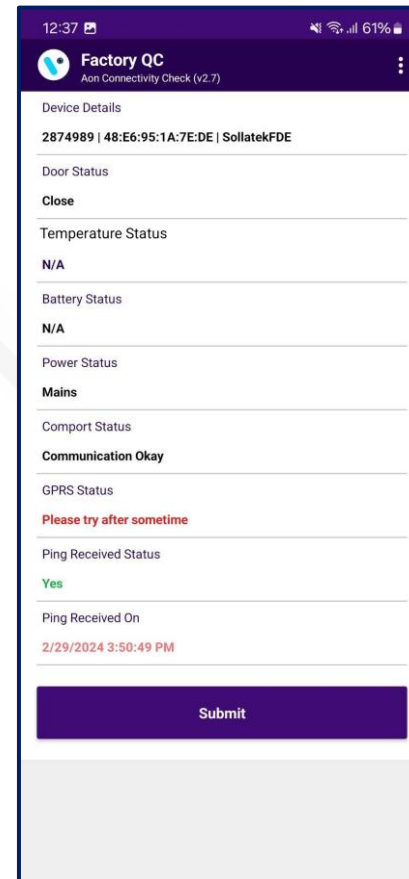 12:37
61%
Factory QC
Aon Connectivity Check (v2.7)
Device Details
2874989 | 48:E6:95:1A:7E:DE | SollatekFDE
Door Status
Close
Temperature Status
N/A
Battery Status
N/A
Power Status
Mains
Comport Status
Communication Okay
GPRS Status
Please try after sometime
Ping Received Status
Yes
Ping Received On
2/29/2024 3:50:49 PM
Submit